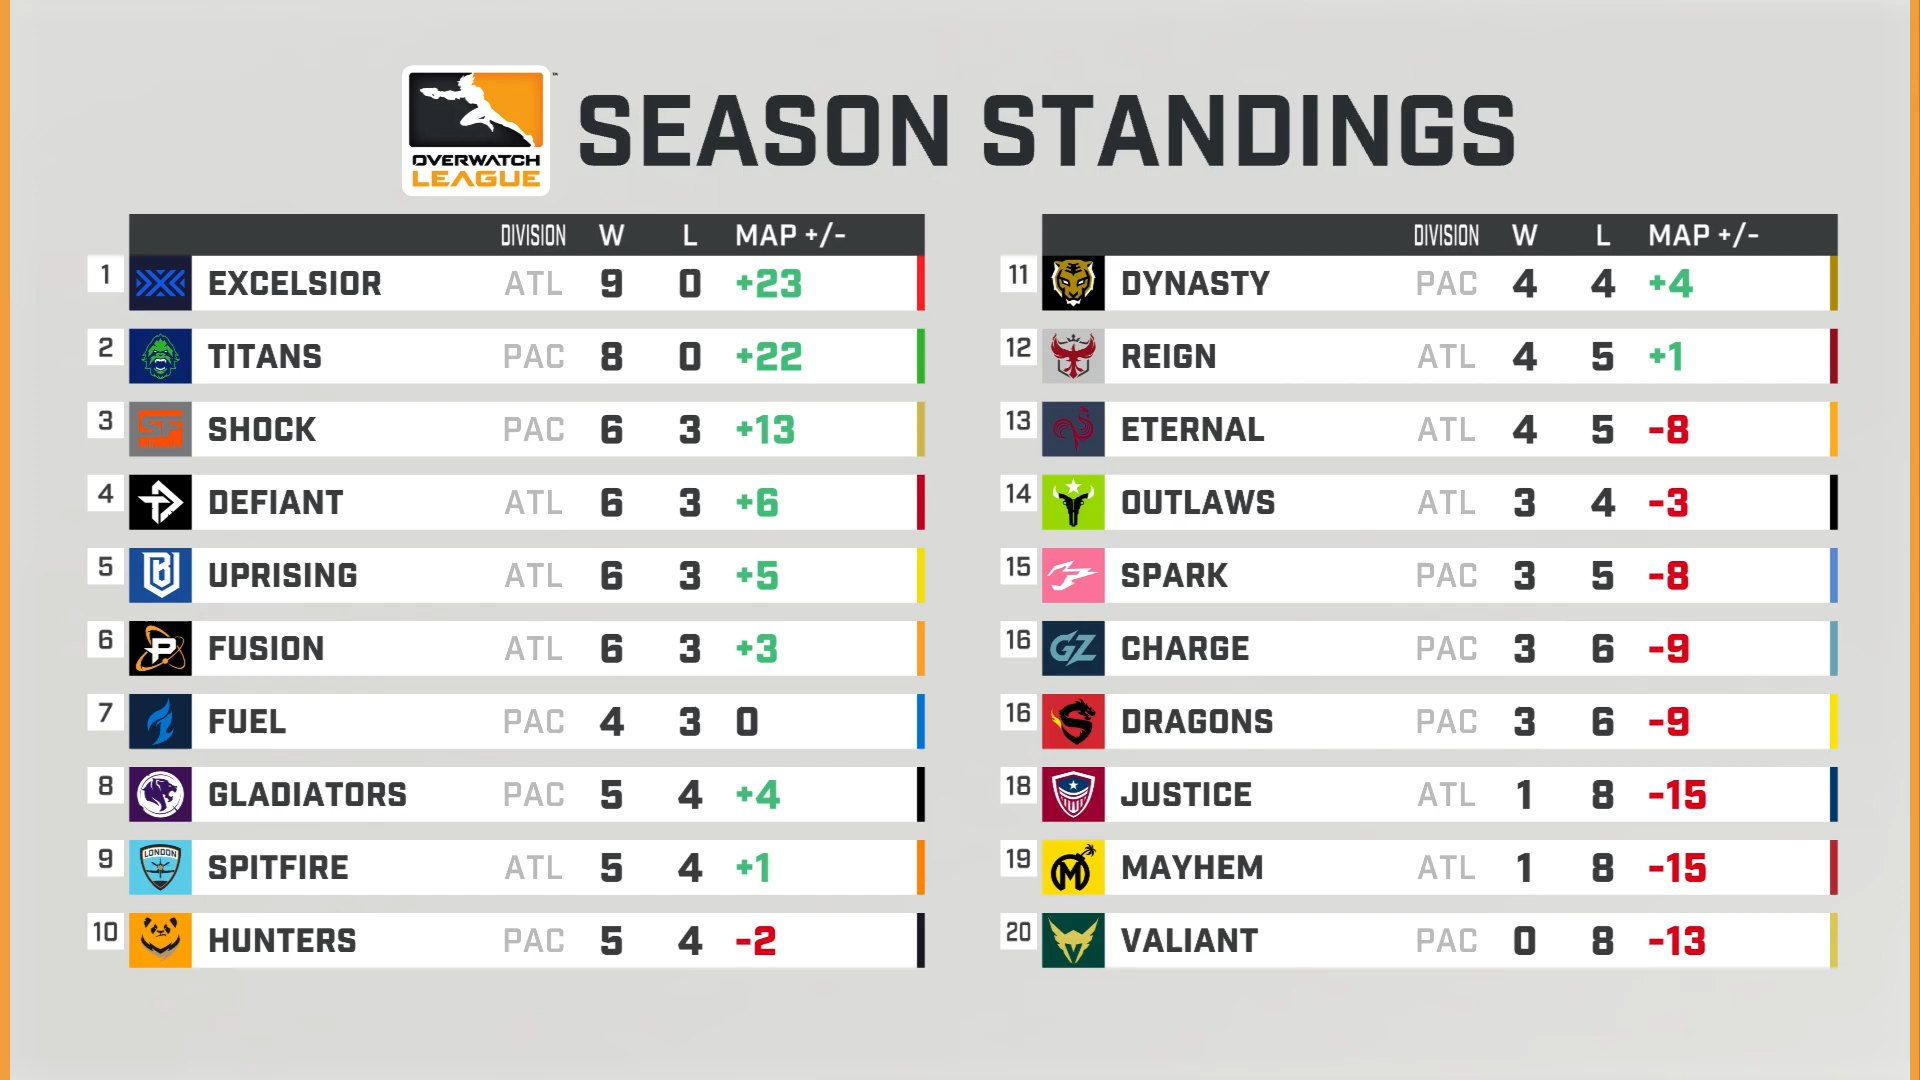 OVERWATCH
LEAGUE
™
SEASON STANDINGS
DIVISION W L MAP +/-
1 EXCELSIOR ATL 9 0 +23
2 TITANS PAC 8 0 +22
3 SF SHOCK PAC 6 3 +13
4 DEFIANT ATL 6 3 +6
5 UPRISING ATL 6 3 +5
6 P FUSION ATL 6 3 +3
7 FUEL PAC 4 3 0
8 GLADIATORS PAC 5 4 +4
9 LONDON SPITFIRE ATL 5 4 +1
10 HUNTERS PAC 5 4 -2
DIVISION W L MAP +/-
11 DYNASTY PAC 4 4 +4
12 REIGN ATL 4 5 +1
13 ETERNAL ATL 4 5 -8
14 OUTLAWS ATL 3 4 -3
15 SPARK PAC 3 5 -8
16 GZ CHARGE PAC 3 6 -9
16 S DRAGONS PAC 3 6 -9
18 JUSTICE ATL 1 8 -15
19 M MAYHEM ATL 1 8 -15
20 VALIANT PAC 0 8 -13